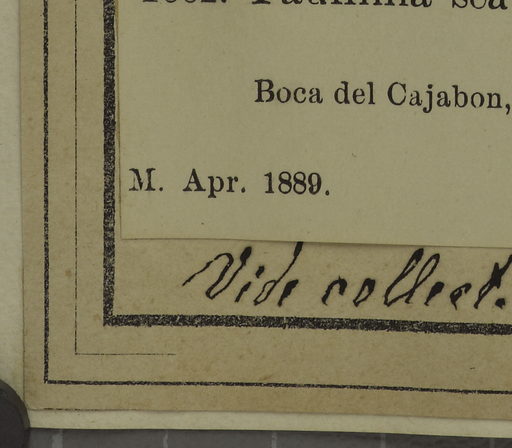 Boca del Cajabon,
M. Apr. 1889.
Vide collect.